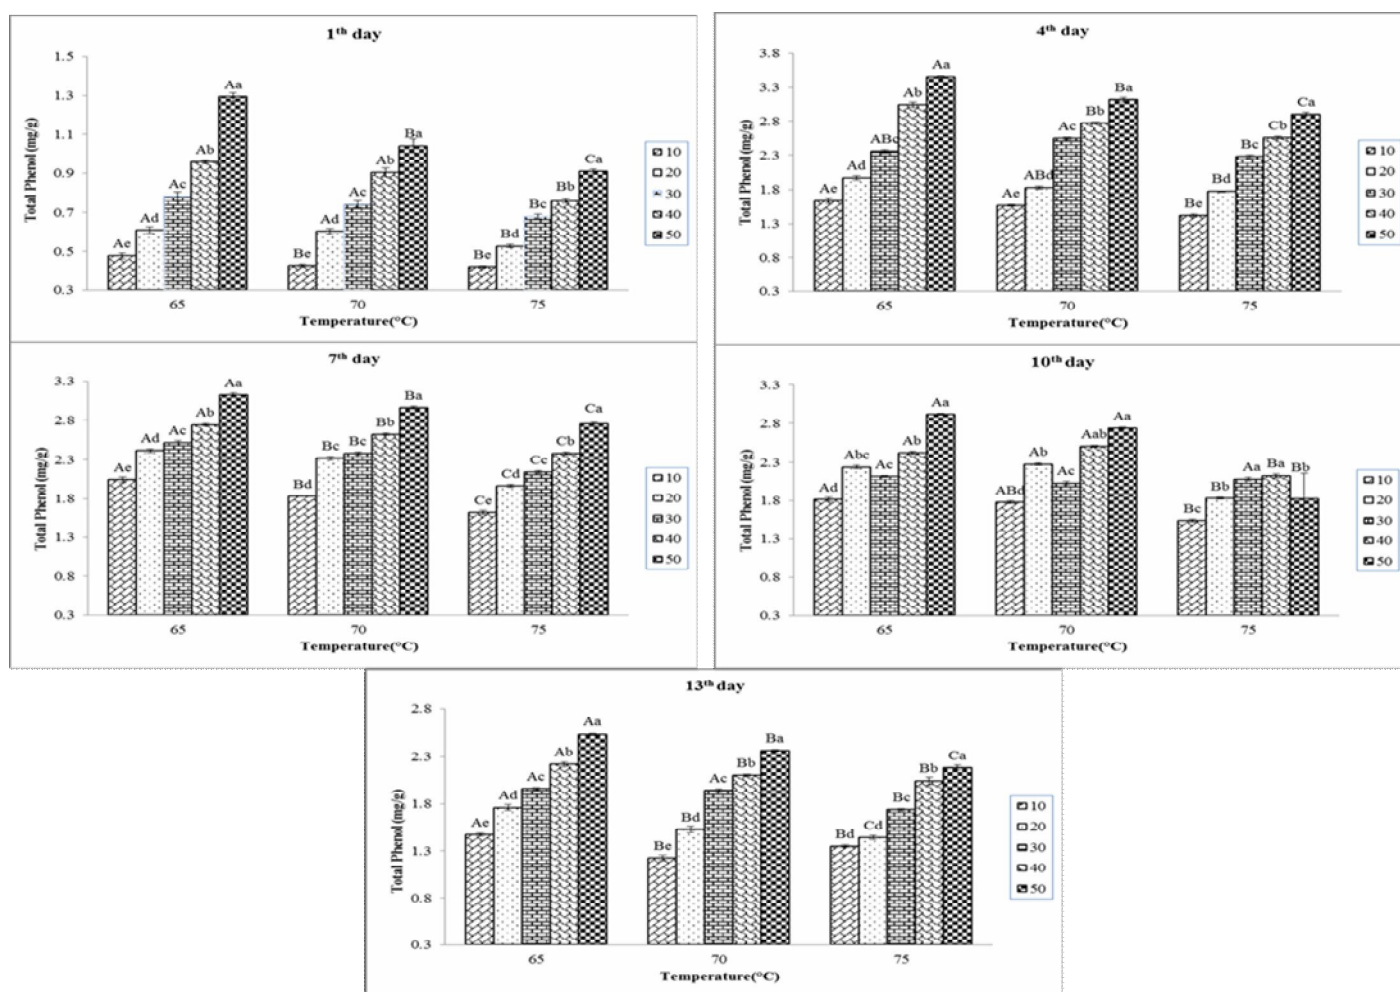 1th day
Total Phenol (mg/g)
1.5
1.3
1.1
0.9
0.7
0.5
0.3
Ae Ad Ac Ab Aa
Be Ad Ac Ab Ba
Be Bd Bc Bb Ca
65 70 75
Temperature(°C)
10
20
30
40
50
4th day
Total Phenol (mg/g)
3.8
3.3
2.8
2.3
1.8
1.3
0.8
0.3
Ae Ad ABc Ab Aa
Ae ABd Ac Bb Ba
Be Bd Bc Cb Ca
65 70 75
Temperature(°C)
10
20
30
40
50
7th day
Total Phenol (mg/g)
3.3
2.8
2.3
1.8
1.3
0.8
0.3
Ae Ad Ac Ab Aa
Bd Bc Bc Bb Ba
Ce Cd Cc Cb Ca
65 70 75
Temperature(°C)
10
20
30
40
50
10th day
Total Phenol (mg/g)
3.3
2.8
2.3
1.8
1.3
0.8
0.3
Ad Abc Ac Ab Aa
ABd Ab Ac Aab Aa
Bc Bb Aa Ba Bb
65 70 75
Temperature(°C)
10
20
30
40
50
13th day
Total Phenol (mg/g)
2.8
2.3
1.8
1.3
0.8
0.3
Ae Ad Ac Ab Aa
Be Bd Ac Bb Ba
Bd Cd Bc Bb Ca
65 70 75
Temperature(°C)
10
20
30
40
50